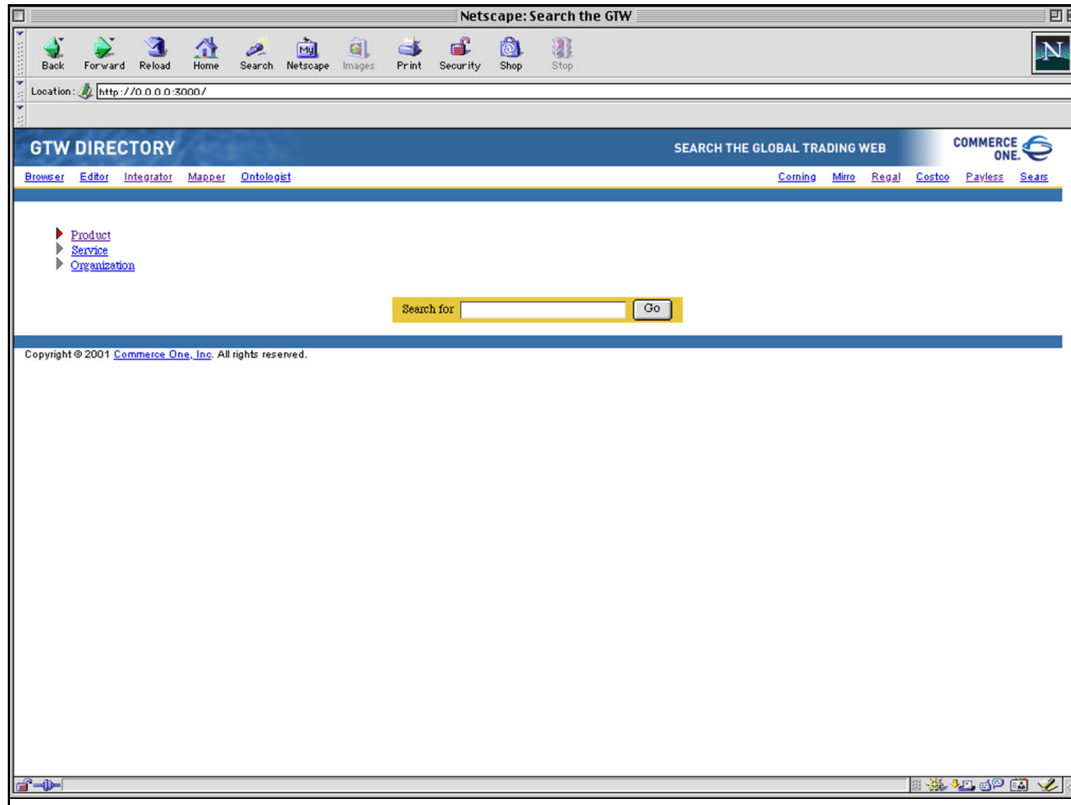 Netscape: Search the GTW
Back Forward Reload Home Search Netscape Images Print Security Shop Stop
Location: http://0.0.0.0:3000/
GTW DIRECTORY SEARCH THE GLOBAL TRADING WEB COMMERCE ONE.
Browser Editor Integrator Mapper Ontologist Corning Mirro Regal Costco Payless Sears
Product
Service
Organization
Search for Go
Copyright © 2001 Commerce One, Inc. All rights reserved.